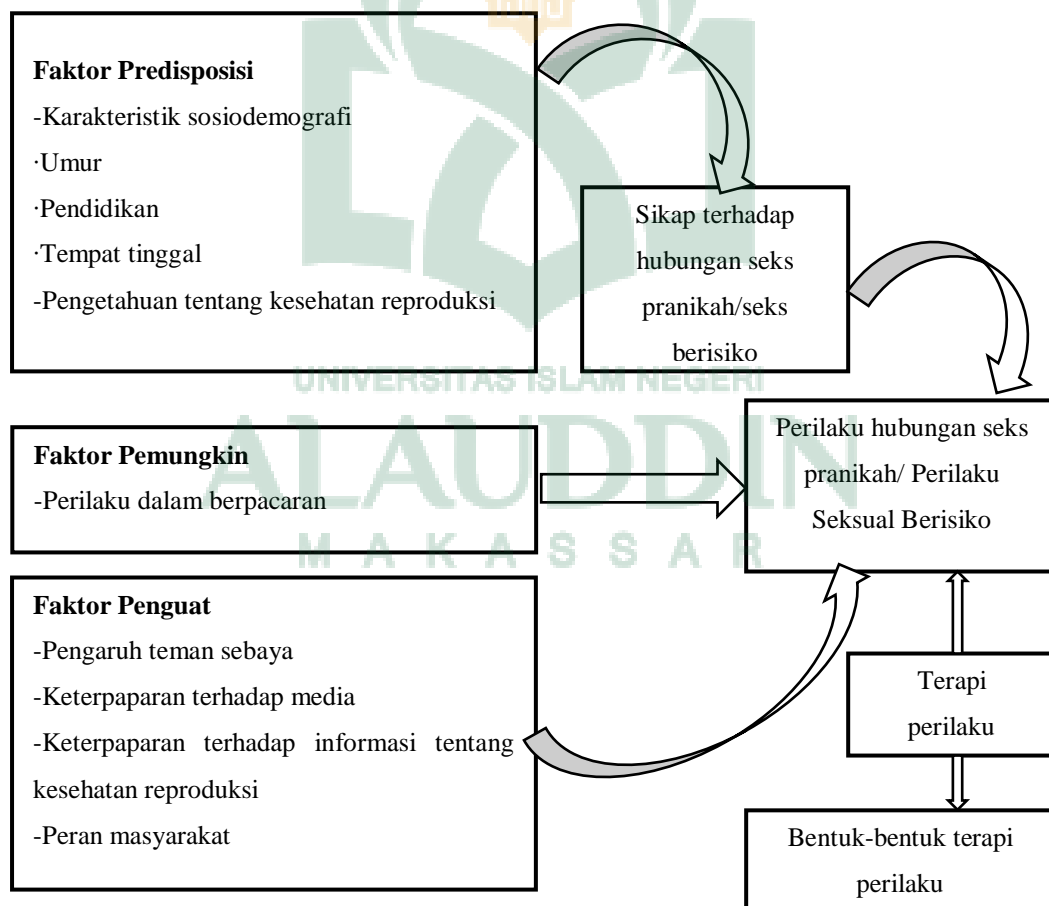 Faktor Predisposisi
-Karakteristik sosiodemografi
·Umur
·Pendidikan
·Tempat tinggal
-Pengetahuan tentang kesehatan reproduksi
Sikap terhadap
hubungan seks
pranikah/seks
berisiko
UNIVERSITAS ISLAM NEGERI
ALAUDDIN
MAKASSAR
Faktor Pemungkin
-Perilaku dalam berpacaran
Perilaku hubungan seks
pranikah/ Perilaku
Seksual Berisiko
Faktor Penguat
-Pengaruh teman sebaya
-Keterpaparan terhadap media
-Keterpaparan terhadap informasi tentang
kesehatan reproduksi
-Peran masyarakat
Terapi
perilaku
Bentuk-bentuk terapi
perilaku